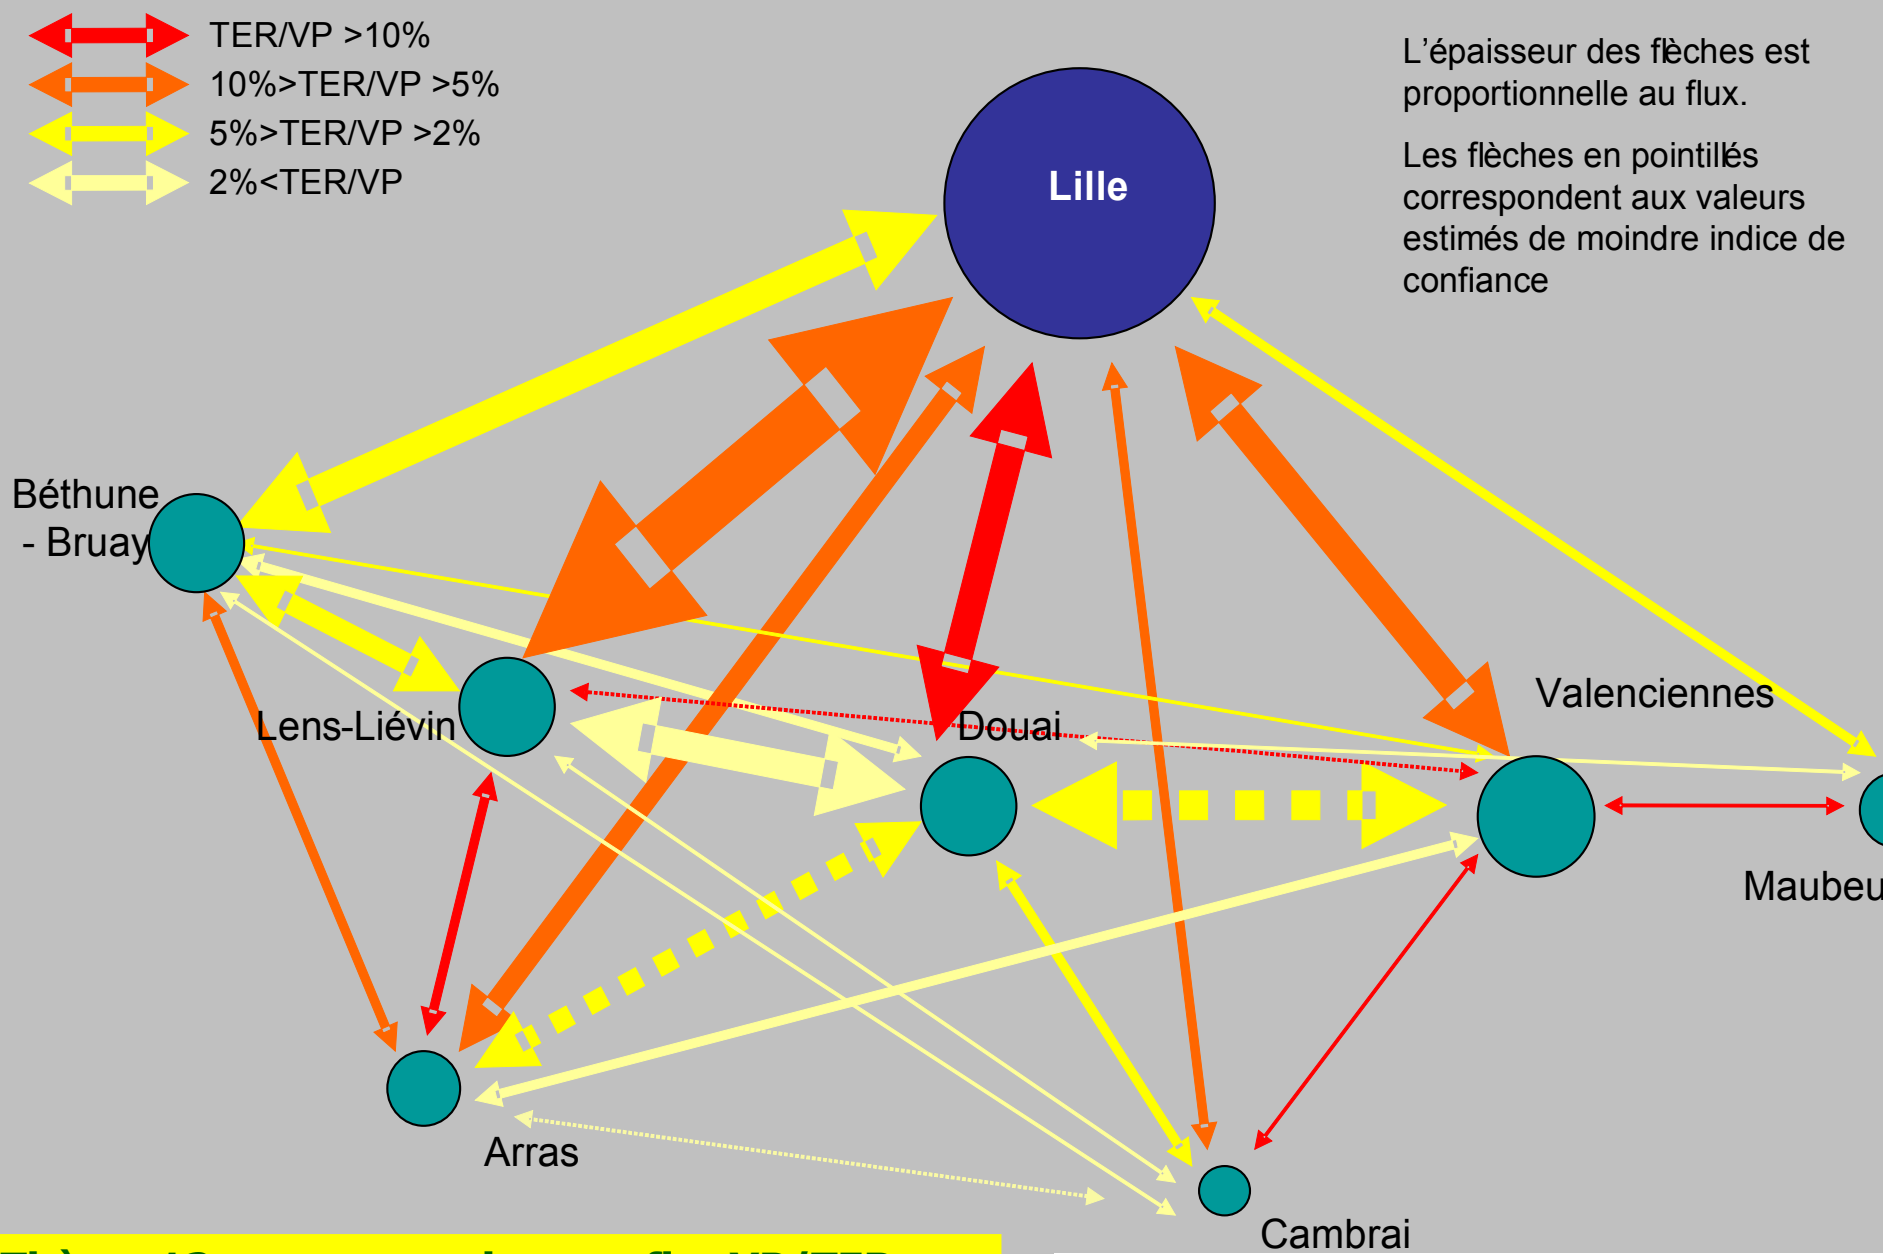 TER/VP >10%
10%>TER/VP >5%
5%>TER/VP >2%
2%<TER/VP
L'épaisseur des flèches est
proportionnelle au flux.
Les flèches en pointillés
correspondent aux valeurs
estimés de moindre indice de
confiance
Lille
Béthune
- Bruay
Lens-Liévin
Douai
Valenciennes
Maubeu
Arras
Cambrai